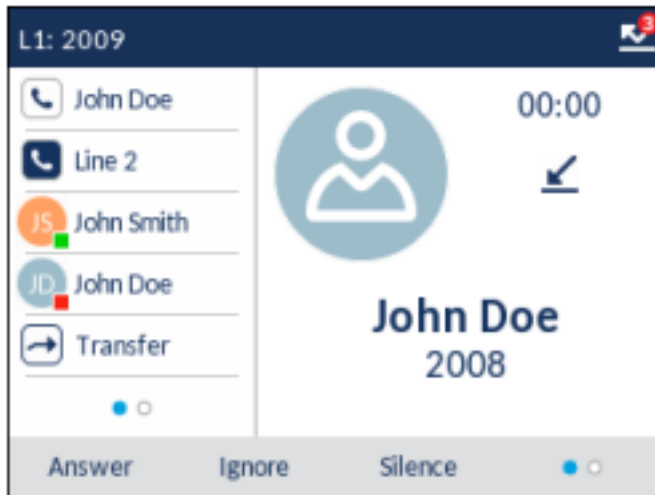 L1: 2009
3
John Doe
Line 2
JS John Smith
JD John Doe
Transfer
00:00
John Doe
2008
Answer Ignore Silence